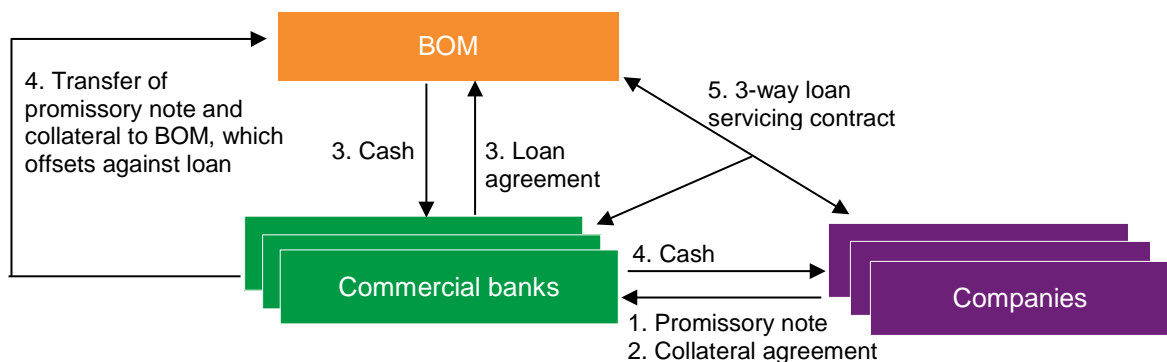 BOM
4. Transfer of
promissory note and
collateral to BOM, which
offsets against loan
5. 3-way loan
servicing contract
3. Cash
3. Loan
agreement
4. Cash
Commercial banks
Companies
1. Promissory note
2. Collateral agreement